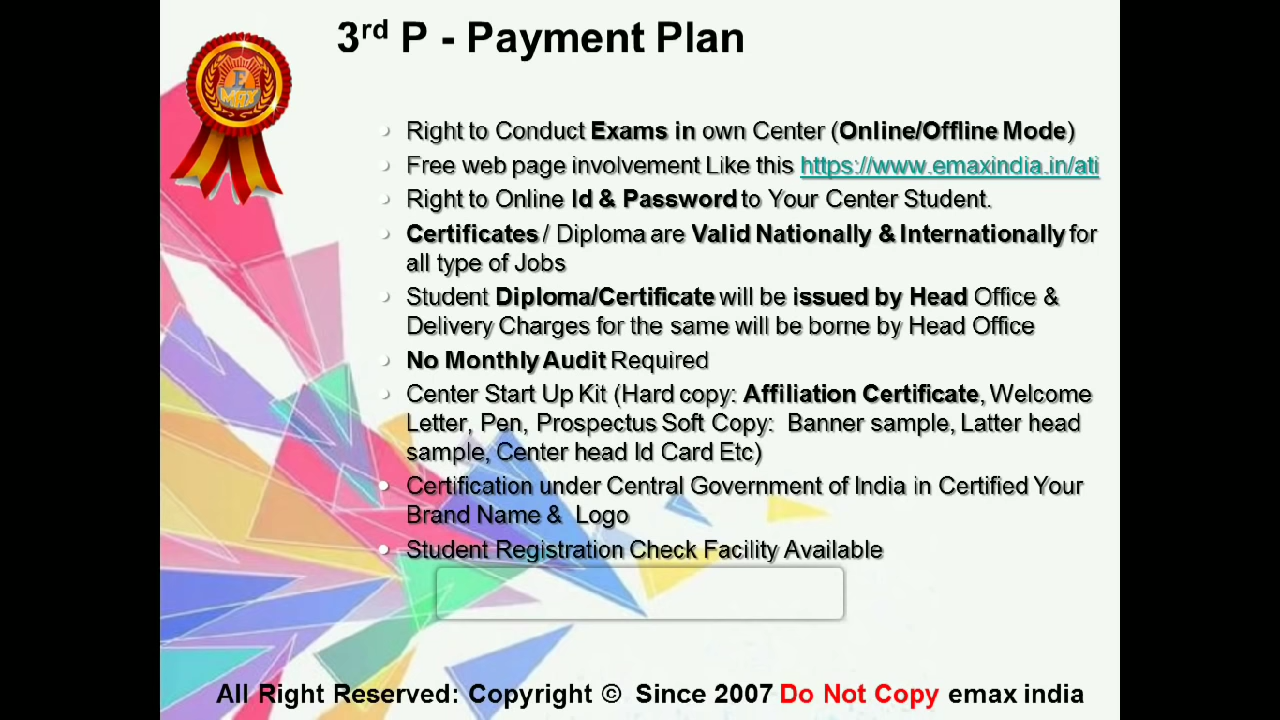 3rd P - Payment Plan
E
MAX
Right to Conduct Exams in own Center (Online/Offline Mode)
Free web page involvement Like this https://www.emaxindia.in/ati
Right to Online Id & Password to Your Center Student.
Certificates / Diploma are Valid Nationally & Internationally for
all type of Jobs
Student Diploma/Certificate will be issued by Head Office &
Delivery Charges for the same will be borne by Head Office
No Monthly Audit Required
Center Start Up Kit (Hard copy: Affiliation Certificate, Welcome
Letter, Pen, Prospectus Soft Copy: Banner sample, Latter head
sample, Center head Id Card Etc)
Certification under Central Government of India in Certified Your
Brand Name & Logo
Student Registration Check Facility Available
All Right Reserved: Copyright © Since 2007 Do Not Copy emax india